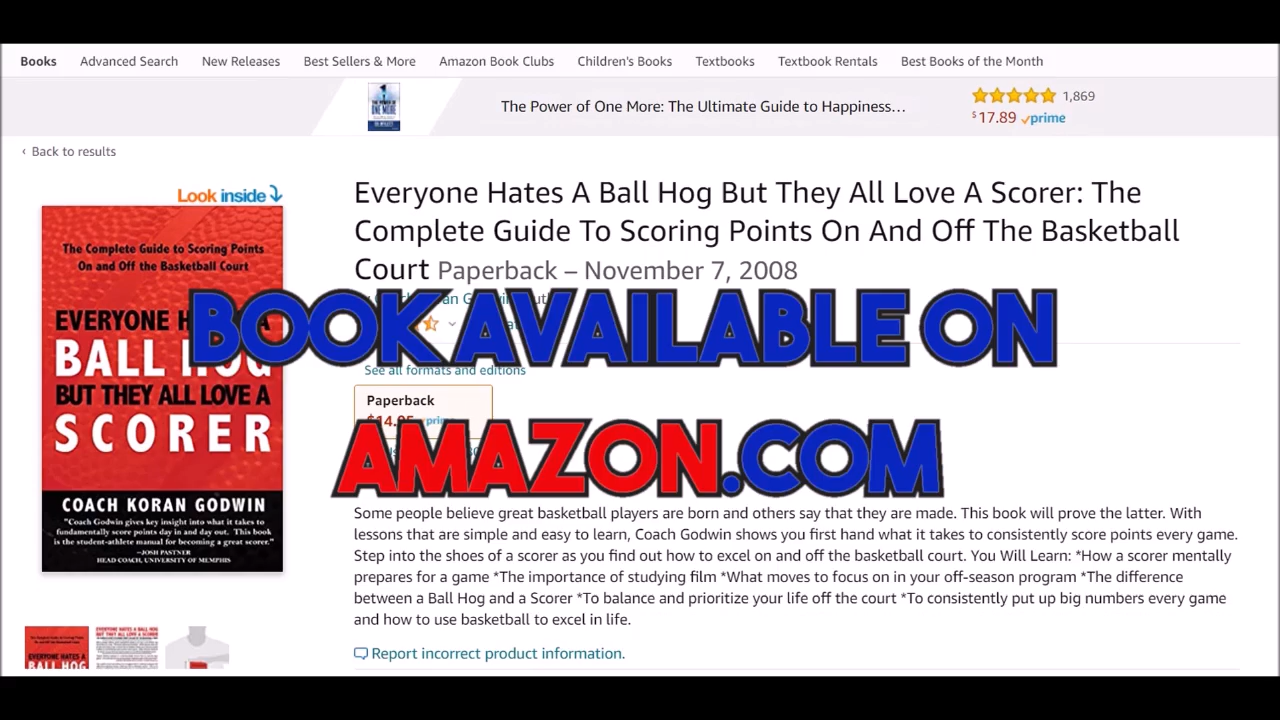 Books Advanced Search New Releases Best Sellers & More Amazon Book Clubs Children's Books Textbooks Textbook Rentals Best Books of the Month
The Power of One More: The Ultimate Guide to Happiness…
1,869
$17.89 prime
‹ Back to results
Look inside
The Complete Guide to Scoring Points
On and Off the Basketball Court
EVERYONE A
BALL HOG
BUT THEY ALL LOVE A
SCORER
COACH KORAN GODWIN
"Coach Godwin gives key insight into what it takes to
fundamentally score points day in and day out. This book
is the student-athlete manual for becoming a great scorer."
—JOSH PASTNER
HEAD COACH, UNIVERSITY OF MEMPHIS
Everyone Hates A Ball Hog But They All Love A Scorer: The
Complete Guide To Scoring Points On And Off The Basketball
Court Paperback – November 7, 2008
BOOK AVAILABLE ON
See all formats and editions
Paperback
$14.95 prime
AMAZON.COM
Some people believe great basketball players are born and others say that they are made. This book will prove the latter. With
lessons that are simple and easy to learn, Coach Godwin shows you first hand what it takes to consistently score points every game.
Step into the shoes of a scorer as you find out how to excel on and off the basketball court. You Will Learn: *How a scorer mentally
prepares for a game *The importance of studying film *What moves to focus on in your off-season program *The difference
between a Ball Hog and a Scorer *To balance and prioritize your life off the court *To consistently put up big numbers every game
and how to use basketball to excel in life.
Report incorrect product information.